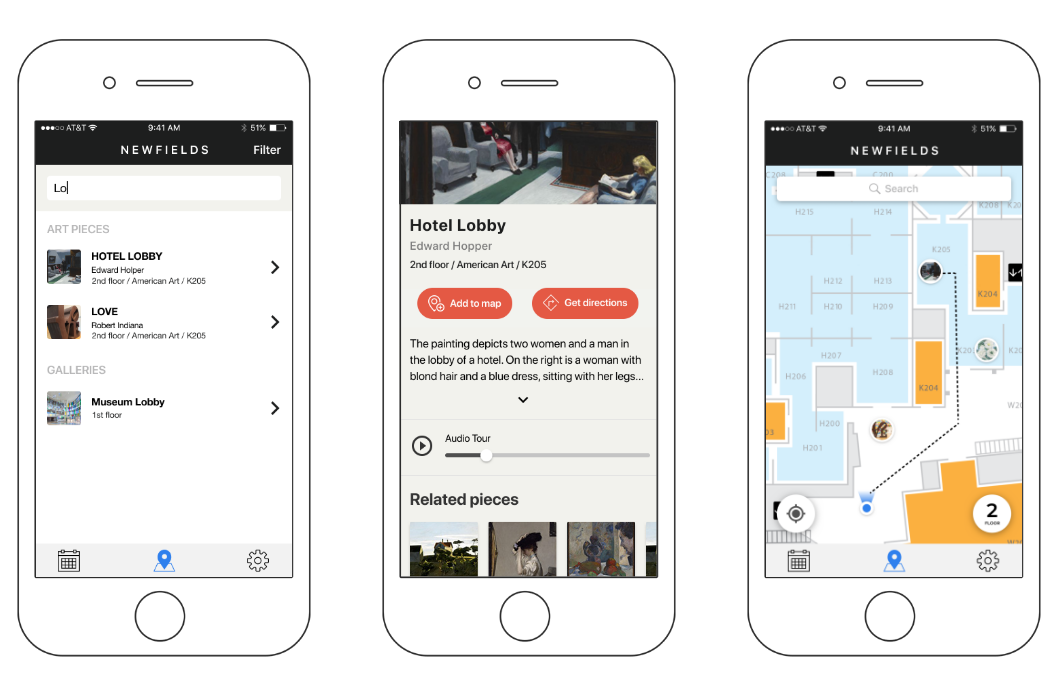 AT&T
9:41 AM
51%
NEWFIELDS
Filter
Lo
ART PIECES
HOTEL LOBBY
Edward Holper
2nd floor / American Art / K205
LOVE
Robert Indiana
2nd floor / American Art / K205
GALLERIES
Museum Lobby
1st floor
Hotel Lobby
Edward Hopper
2nd floor / American Art / K205
Add to map
Get directions
The painting depicts two women and a man in
the lobby of a hotel. On the right is a woman with
blond hair and a blue dress, sitting with her legs...
Audio Tour
Related pieces
AT&T
9:41 AM
51%
NEWFIELDS
C208
C200
Search
H215
H214
K206
K20
K205
H212
H213
K204
H211
H210
H209
H207
K20
K20
H206
H208
K204
W20
H200
H201
2
FLOOR